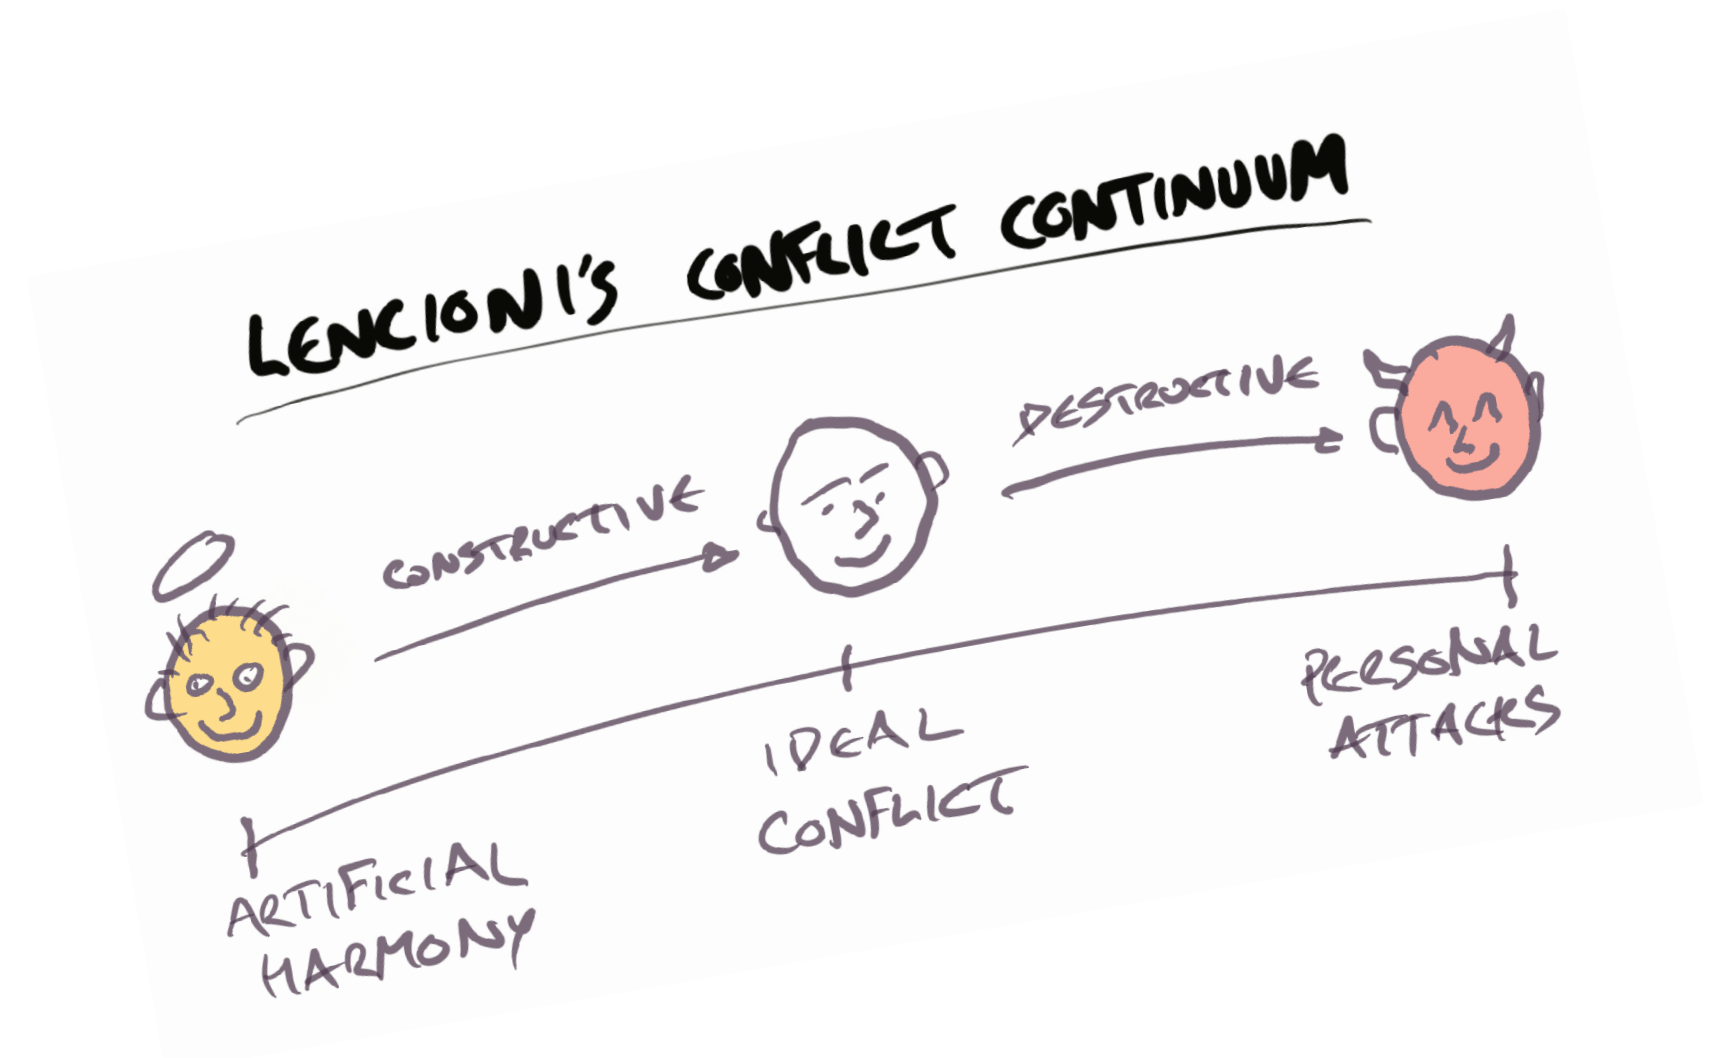 LENCIONI'S CONFLICT CONTINUUM
CONSTRUCTIVE
DESTRUCTIVE
ARTIFICIAL
HARMONY
IDEAL
CONFLICT
PERSONAL
ATTACKS